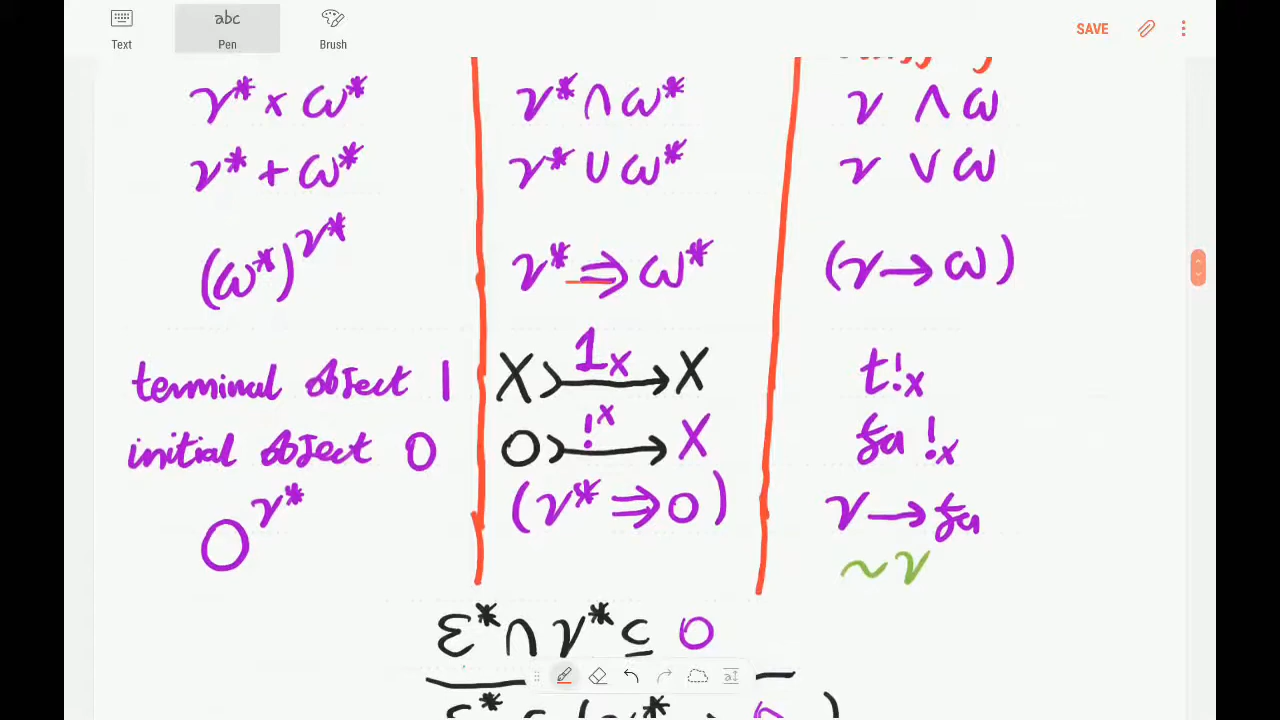 abc
Text Pen Brush
SAVE
γ* × ω* γ* ∩ ω* γ ∧ ω
γ* + ω* γ* ∪ ω* γ ∨ ω
(ω*)^γ* γ* ⇒ ω* (γ → ω)
terminal object 1 X ↣ 1_X X t!_X
initial object 0 0 ↣ !^X X fa !_X
0^γ* (γ* ⇒ 0) γ → fa
~γ
ε* ∩ γ* ⊆ 0